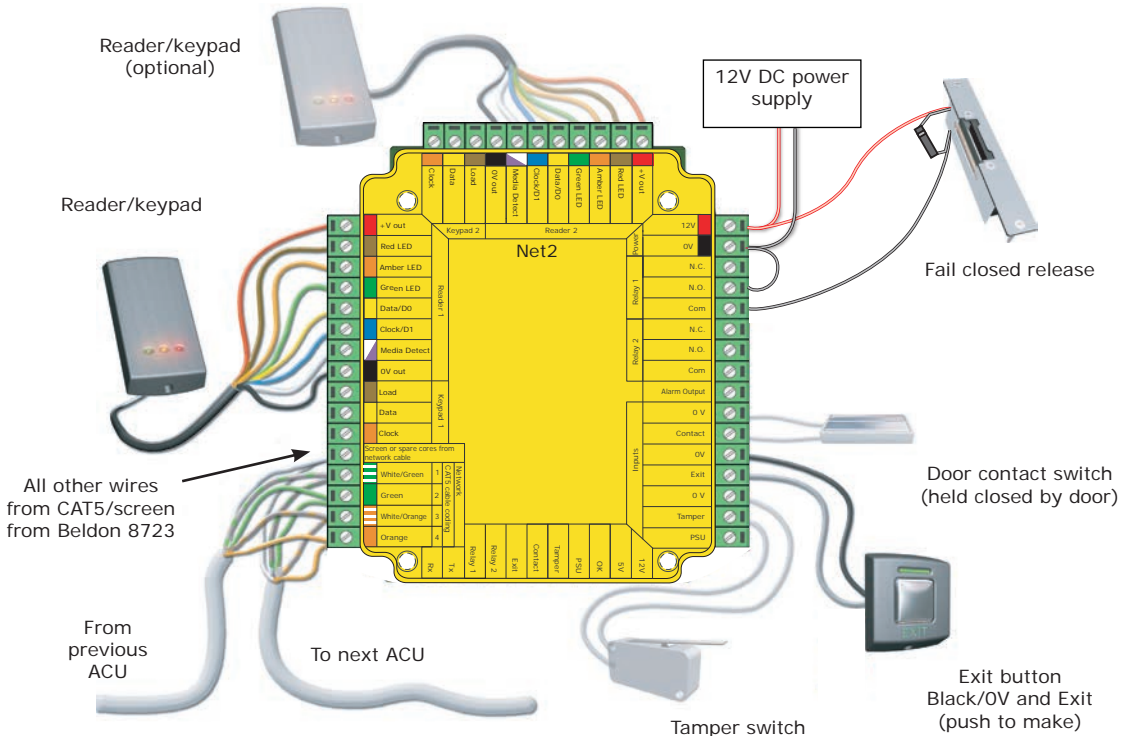 Reader/keypad
(optional)
12V DC power
supply
Fail closed release
Reader/keypad
Clock
Data
Load
0V out
Media Detect
Clock/D1
Data/D0
Green LED
Amber LED
Red LED
+V out
Keypad 2
Reader 2
Net2
+V out
Red LED
Amber LED
Green LED
Data/D0
Clock/D1
Media Detect
0V out
Load
Data
Clock
Reader 1
Keypad 1
Screen or spare cores from
network cable
White/Green 1
Green 2
White/Orange 3
Orange 4
Network
CAT5 cable coding
12V
0V
N.C.
N.O.
Com
N.C.
N.O.
Com
Alarm Output
0 V
Contact
0V
Exit
0 V
Tamper
PSU
Power
Relay 1
Relay 2
Inputs
Rx
Tx
Relay 1
Relay 2
Exit
Contact
Tamper
PSU
OK
5V
12V
All other wires
from CAT5/screen
from Beldon 8723
From
previous
ACU
To next ACU
Tamper switch
Door contact switch
(held closed by door)
EXIT
Exit button
Black/0V and Exit
(push to make)